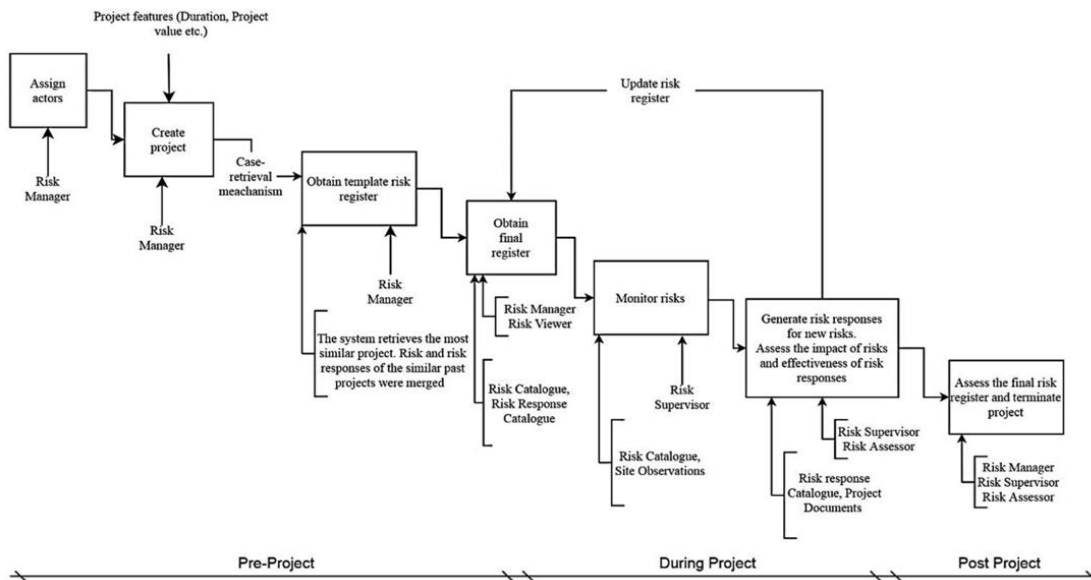 Project features (Duration, Project
value etc.)
Assign
actors
Risk
Manager
Create
project
Risk
Manager
Case-
retrieval
meachanism
Obtain template risk
register
Risk
Manager
The system retrieves the most
similar project. Risk and risk
responses of the similar past
projects were merged
Update risk
register
Obtain
final
register
Risk Manager
Risk Viewer
Risk Catalogue,
Risk Response
Catalogue
Monitor risks
Risk
Supervisor
Risk Catalogue,
Site Observations
Generate risk responses
for new risks.
Assess the impact of risks
and effectiveness of risk
responses
Risk Supervisor
Risk Assessor
Risk response
Catalogue, Project
Documents
Assess the final risk
register and terminate
project
Risk Manager
Risk Supervisor
Risk Assessor
Pre-Project
During Project
Post Project